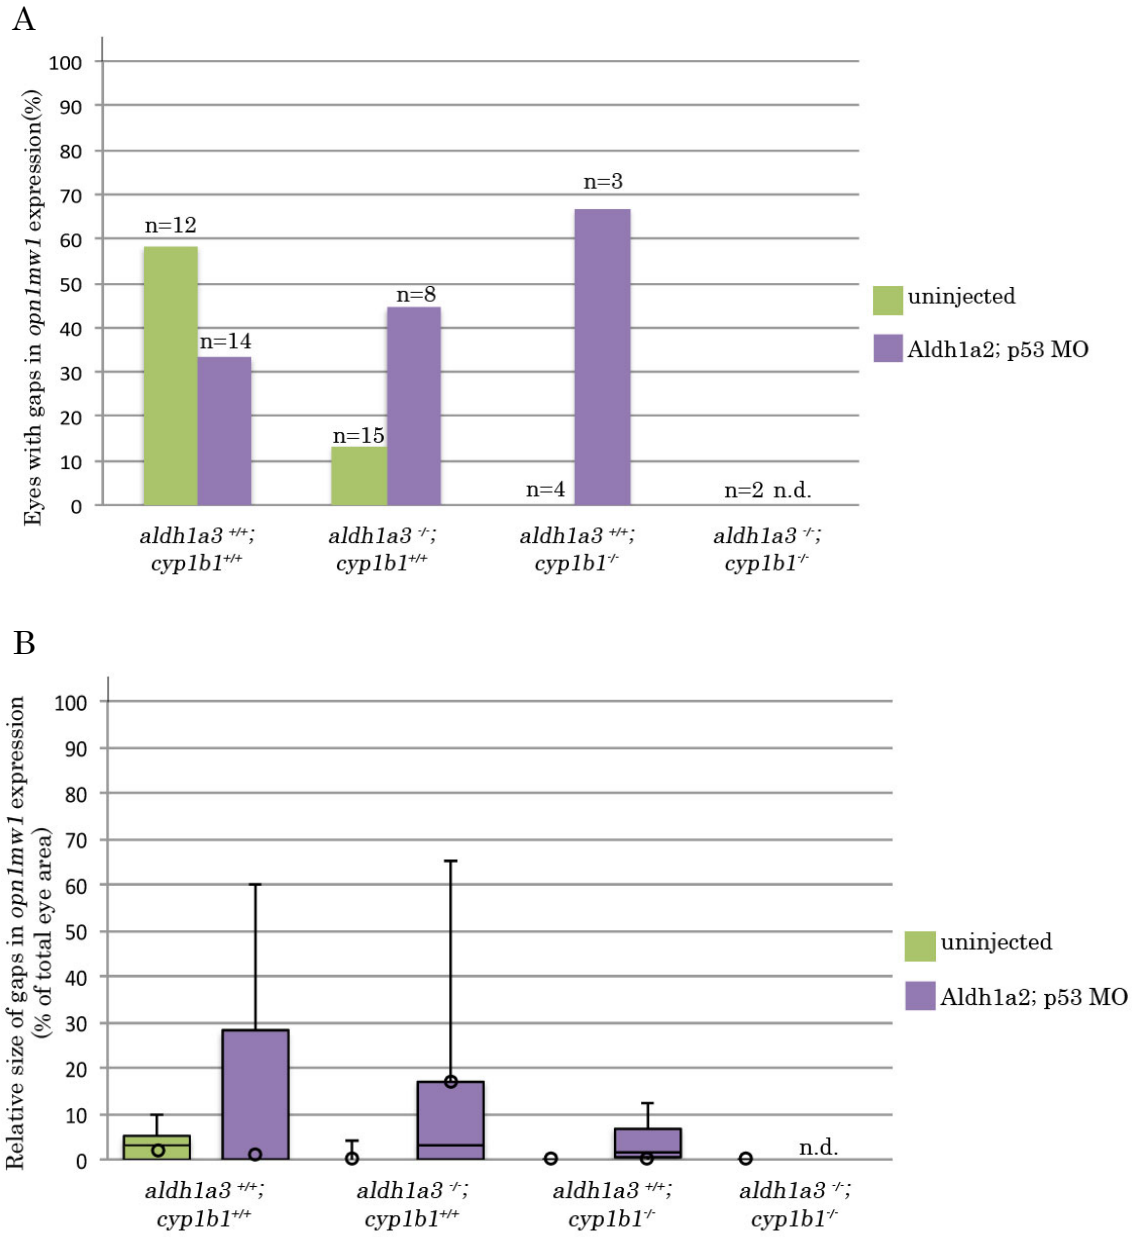 A
Eyes with gaps in opn1mw1 expression(%)
100
90
80
70
60
50
40
30
20
10
0
n=12
n=14
n=15
n=8
n=4
n=3
n=2 n.d.
aldh1a3 +/+; cyp1b1+/+
aldh1a3 -/-; cyp1b1+/+
aldh1a3 +/+; cyp1b1-/-
aldh1a3 -/-; cyp1b1-/-
uninjected
Aldh1a2; p53 MO
B
Relative size of gaps in opn1mw1 expression
(% of total eye area)
100
90
80
70
60
50
40
30
20
10
0
n.d.
aldh1a3 +/+; cyp1b1+/+
aldh1a3 -/-; cyp1b1+/+
aldh1a3 +/+; cyp1b1-/-
aldh1a3 -/-; cyp1b1-/-
uninjected
Aldh1a2; p53 MO